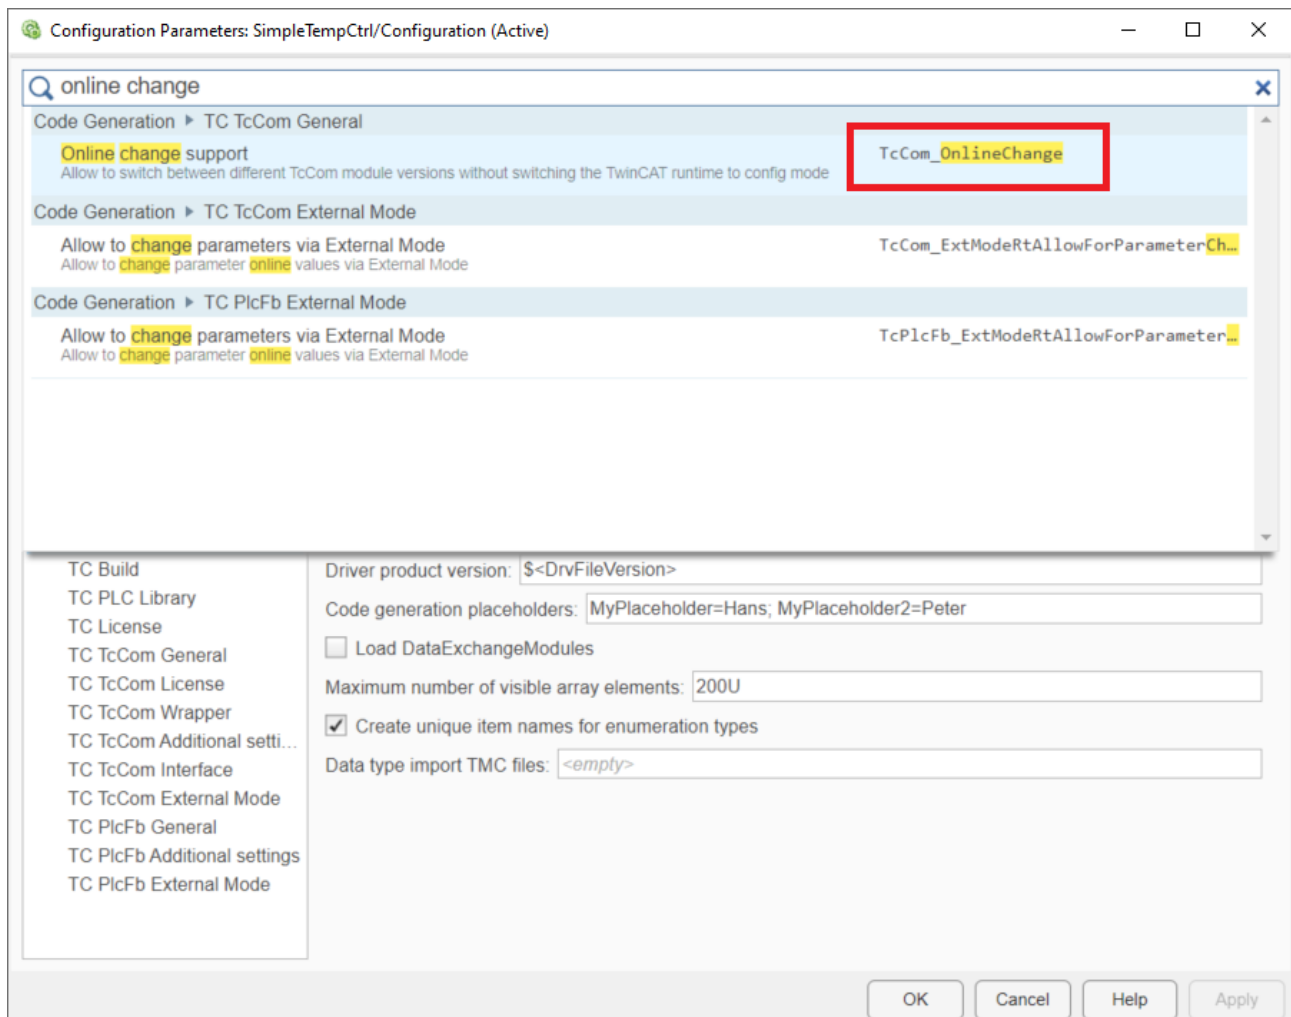 Configuration Parameters: SimpleTempCtrl/Configuration (Active)
online change
Code Generation ▸ TC TcCom General
Online change support TcCom_OnlineChange
Allow to switch between different TcCom module versions without switching the TwinCAT runtime to config mode
Code Generation ▸ TC TcCom External Mode
Allow to change parameters via External Mode TcCom_ExtModeRtAllowForParameterCh…
Allow to change parameter online values via External Mode
Code Generation ▸ TC PlcFb External Mode
Allow to change parameters via External Mode TcPlcFb_ExtModeRtAllowForParameter…
Allow to change parameter online values via External Mode
TC Build
TC PLC Library
TC License
TC TcCom General
TC TcCom License
TC TcCom Wrapper
TC TcCom Additional setti...
TC TcCom Interface
TC TcCom External Mode
TC PlcFb General
TC PlcFb Additional settings
TC PlcFb External Mode
Driver product version: $<DrvFileVersion>
Code generation placeholders: MyPlaceholder=Hans; MyPlaceholder2=Peter
Load DataExchangeModules
Maximum number of visible array elements: 200U
Create unique item names for enumeration types
Data type import TMC files: <empty>
OK Cancel Help Apply